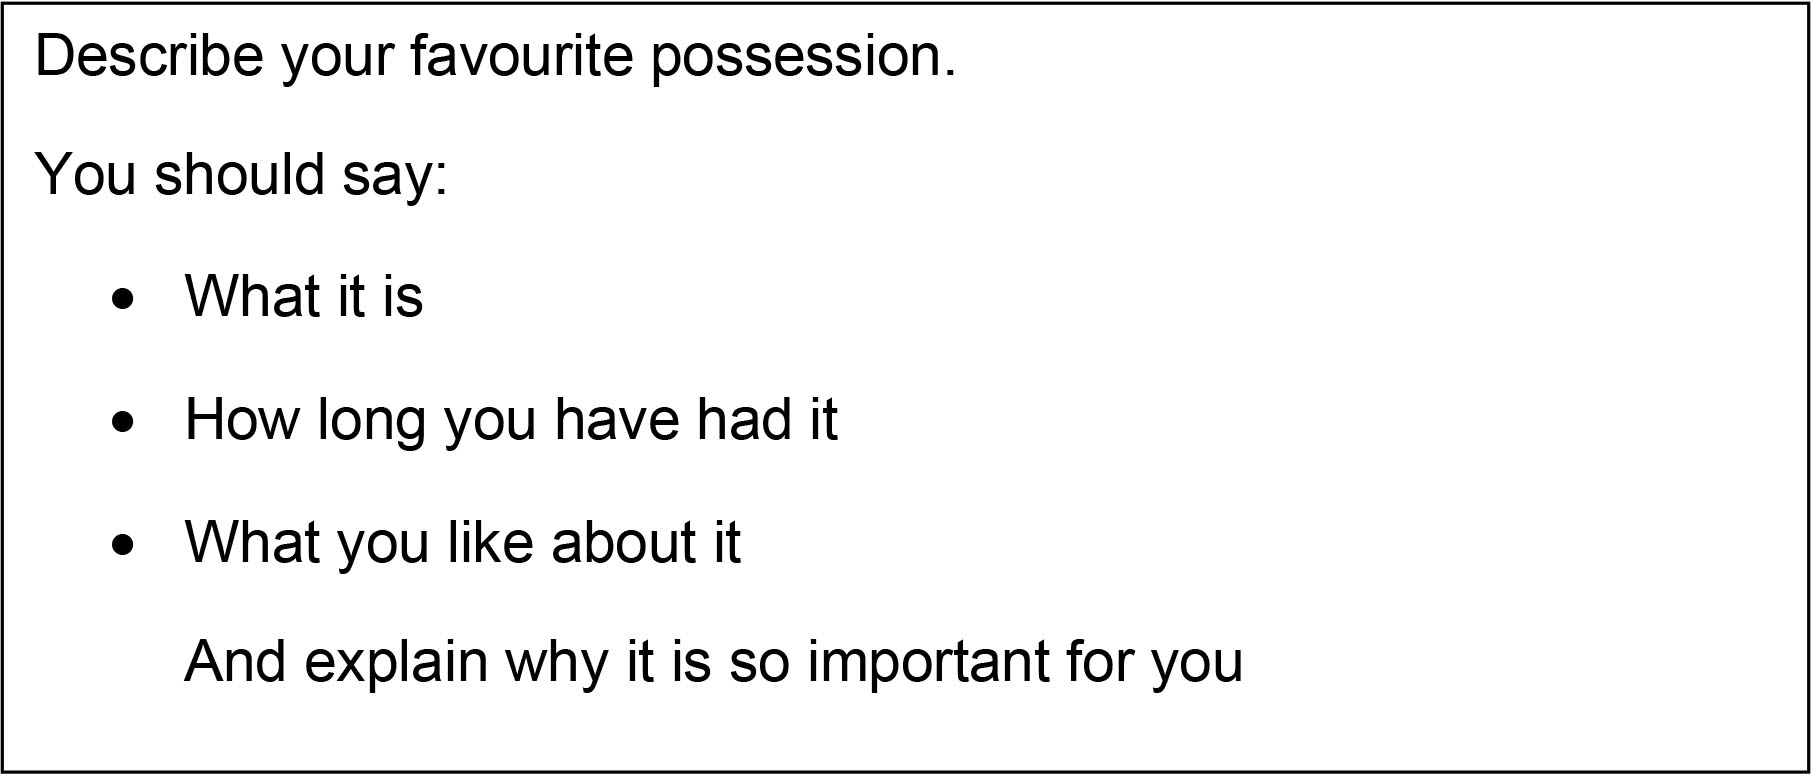 Describe your favourite possession.
You should say:
• What it is
• How long you have had it
• What you like about it
And explain why it is so important for you